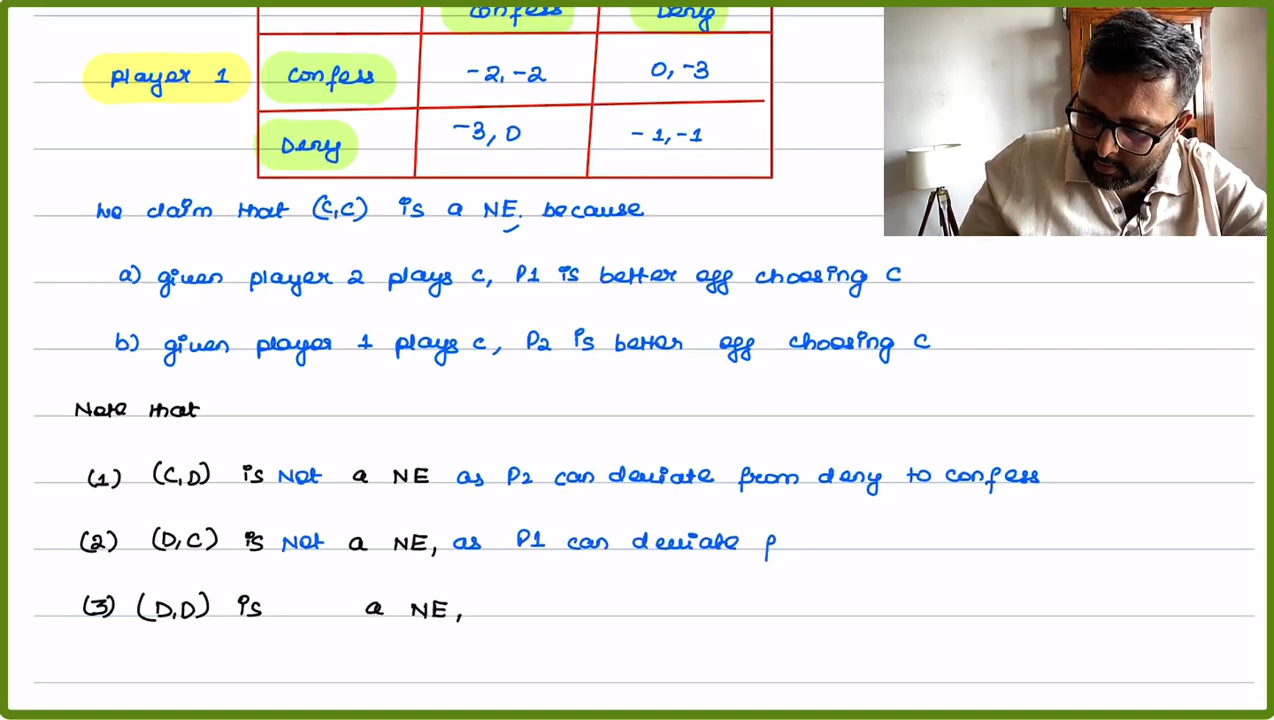 Confess Deny
player 1 Confess -2, -2 0, -3
Deny -3, 0 -1, -1
We claim that (C,C) is a NE. because
a) given player 2 plays C, P1 is better off choosing C
b) given player 1 plays C, P2 is better off choosing C
Note that
(1) (C,D) is Not a NE as P2 can deviate from deny to confess
(2) (D,C) is Not a NE, as P1 can deviate
(3) (D,D) is a NE,